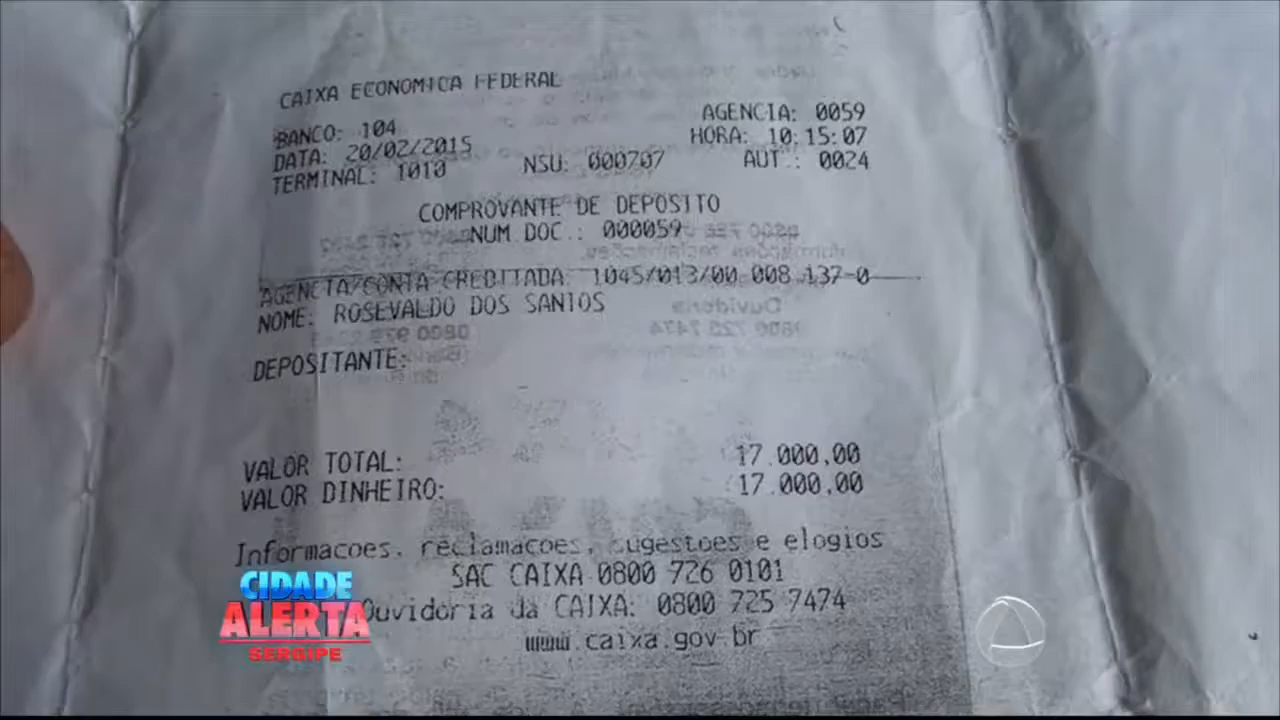 CAIXA ECONOMICA FEDERAL
BANCO: 104 AGENCIA: 0059
DATA: 20/02/2015 HORA: 10:15:07
TERMINAL: 1010 NSU: 000707 AUT.: 0024
COMPROVANTE DE DEPOSITO
NUM DOC.: 000059
AGENCIA/CONTA CREDITADA: 1045/013/00.008.137-0
NOME: ROSEVALDO DOS SANTOS
DEPOSITANTE:
VALOR TOTAL: 17.000,00
VALOR DINHEIRO: 17.000,00
Informacoes, reclamacoes, sugestoes e elogios
SAC CAIXA 0800 726 0101
Ouvidoria da CAIXA: 0800 725 7474
www.caixa.gov.br
CIDADE
ALERTA
SERGIPE